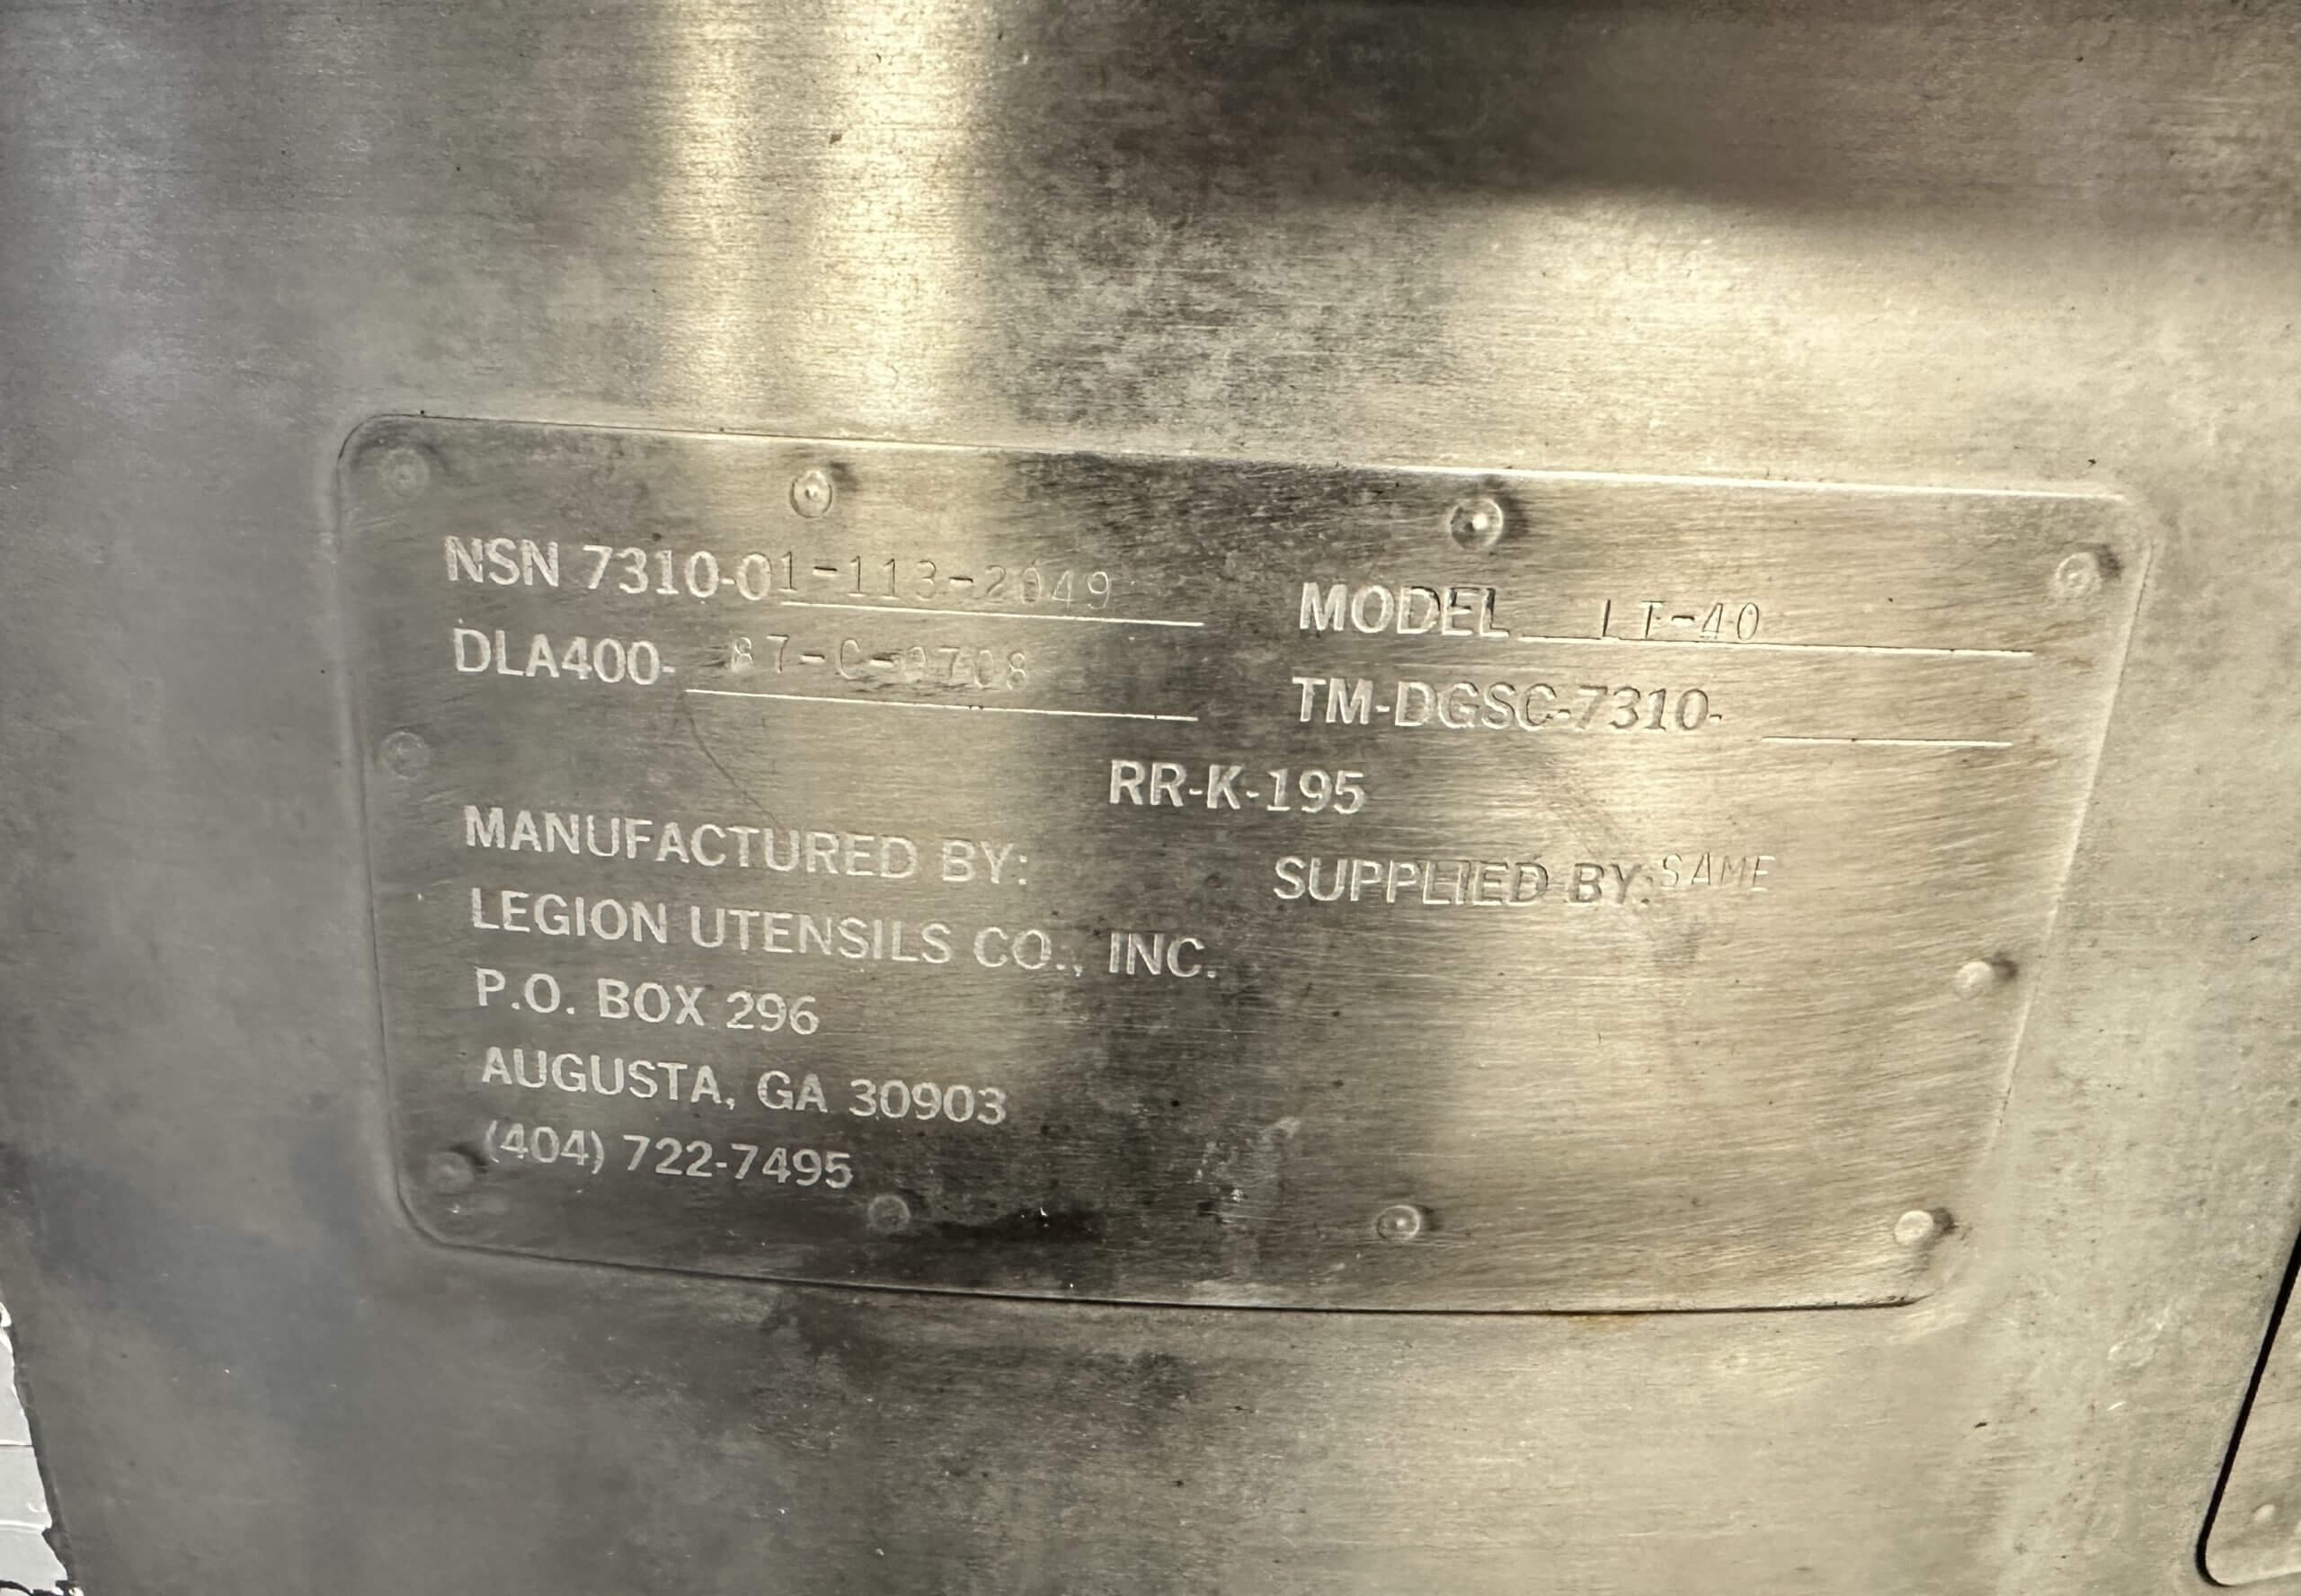 NSN 7310-01-113-2049
DLA400- 87-C-0708
MODEL LT-40
TM-DGSC-7310-
RR-K-195
MANUFACTURED BY:
LEGION UTENSILS CO., INC.
P.O. BOX 296
AUGUSTA, GA 30903
(404) 722-7495
SUPPLIED BY: SAME